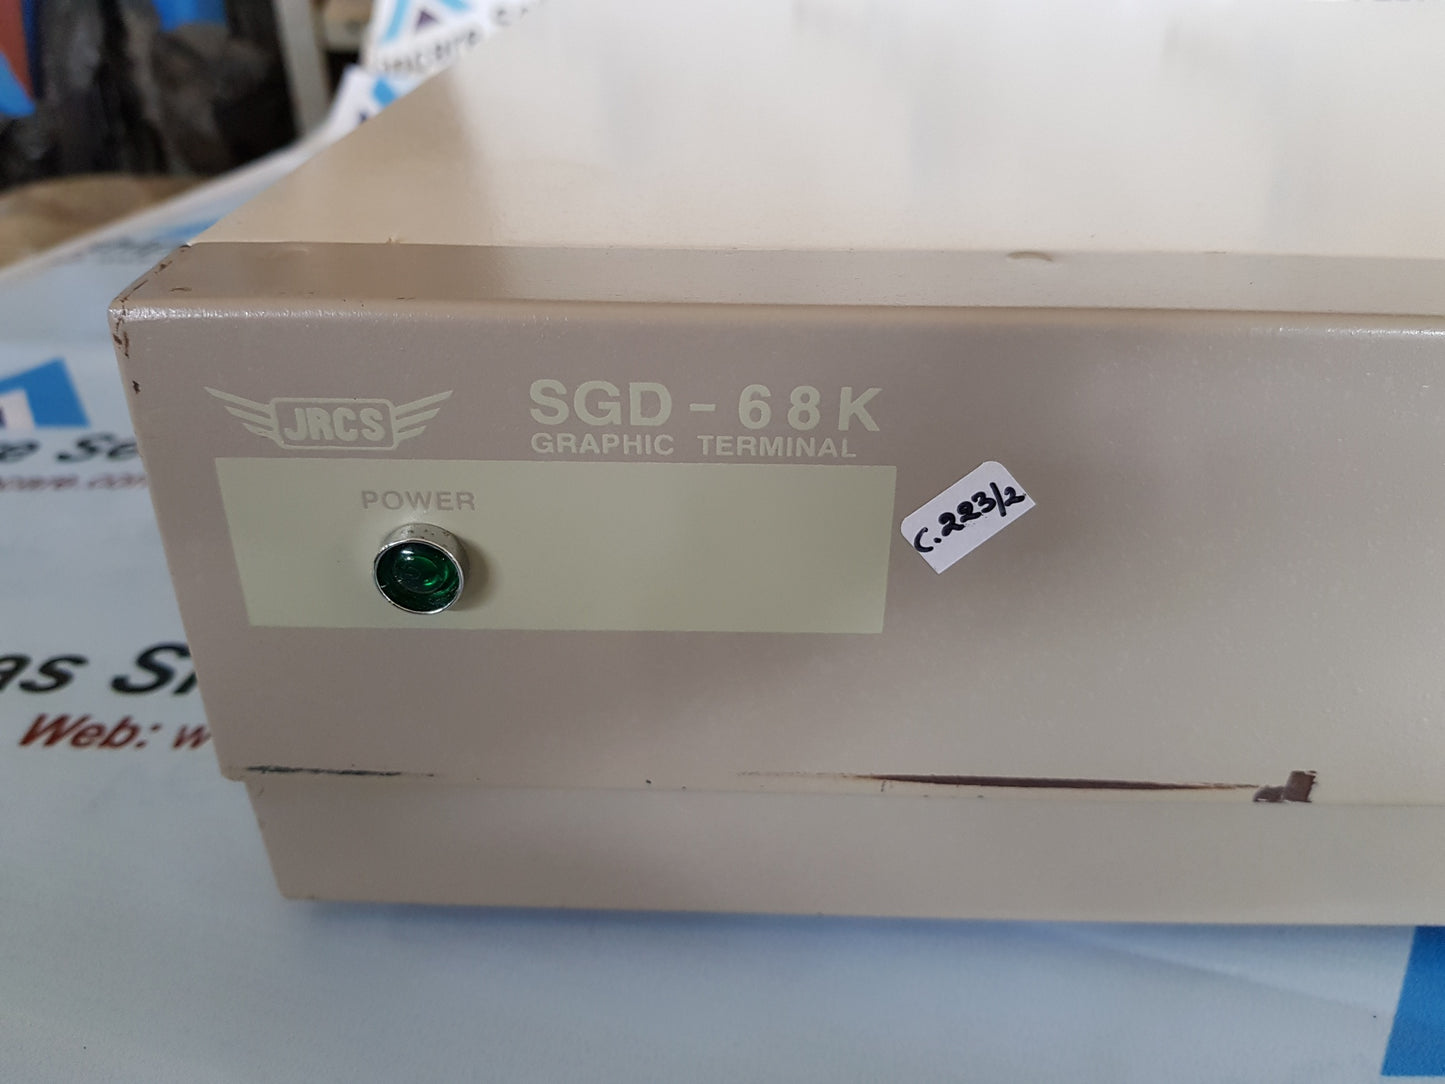 JRCS
SGD-68K
GRAPHIC TERMINAL
POWER
C.223/2
Web: